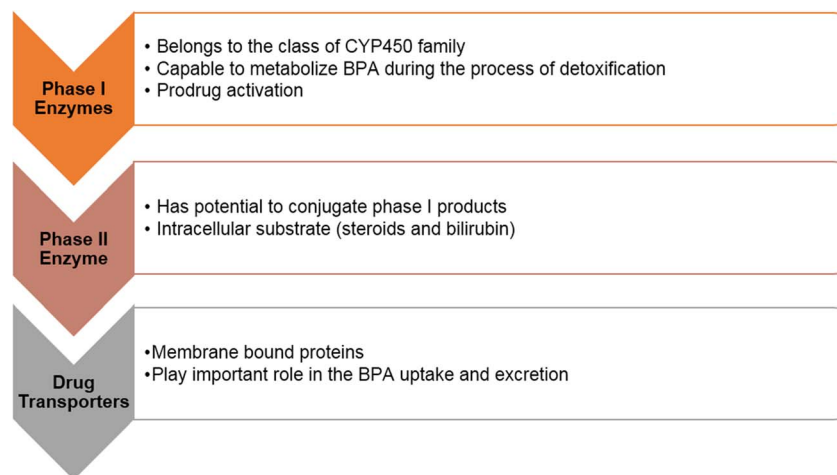 Phase I
Enzymes
• Belongs to the class of CYP450 family
• Capable to metabolize BPA during the process of detoxification
• Prodrug activation
Phase II
Enzyme
• Has potential to conjugate phase I products
• Intracellular substrate (steroids and bilirubin)
Drug
Transporters
•Membrane bound proteins
•Play important role in the BPA uptake and excretion